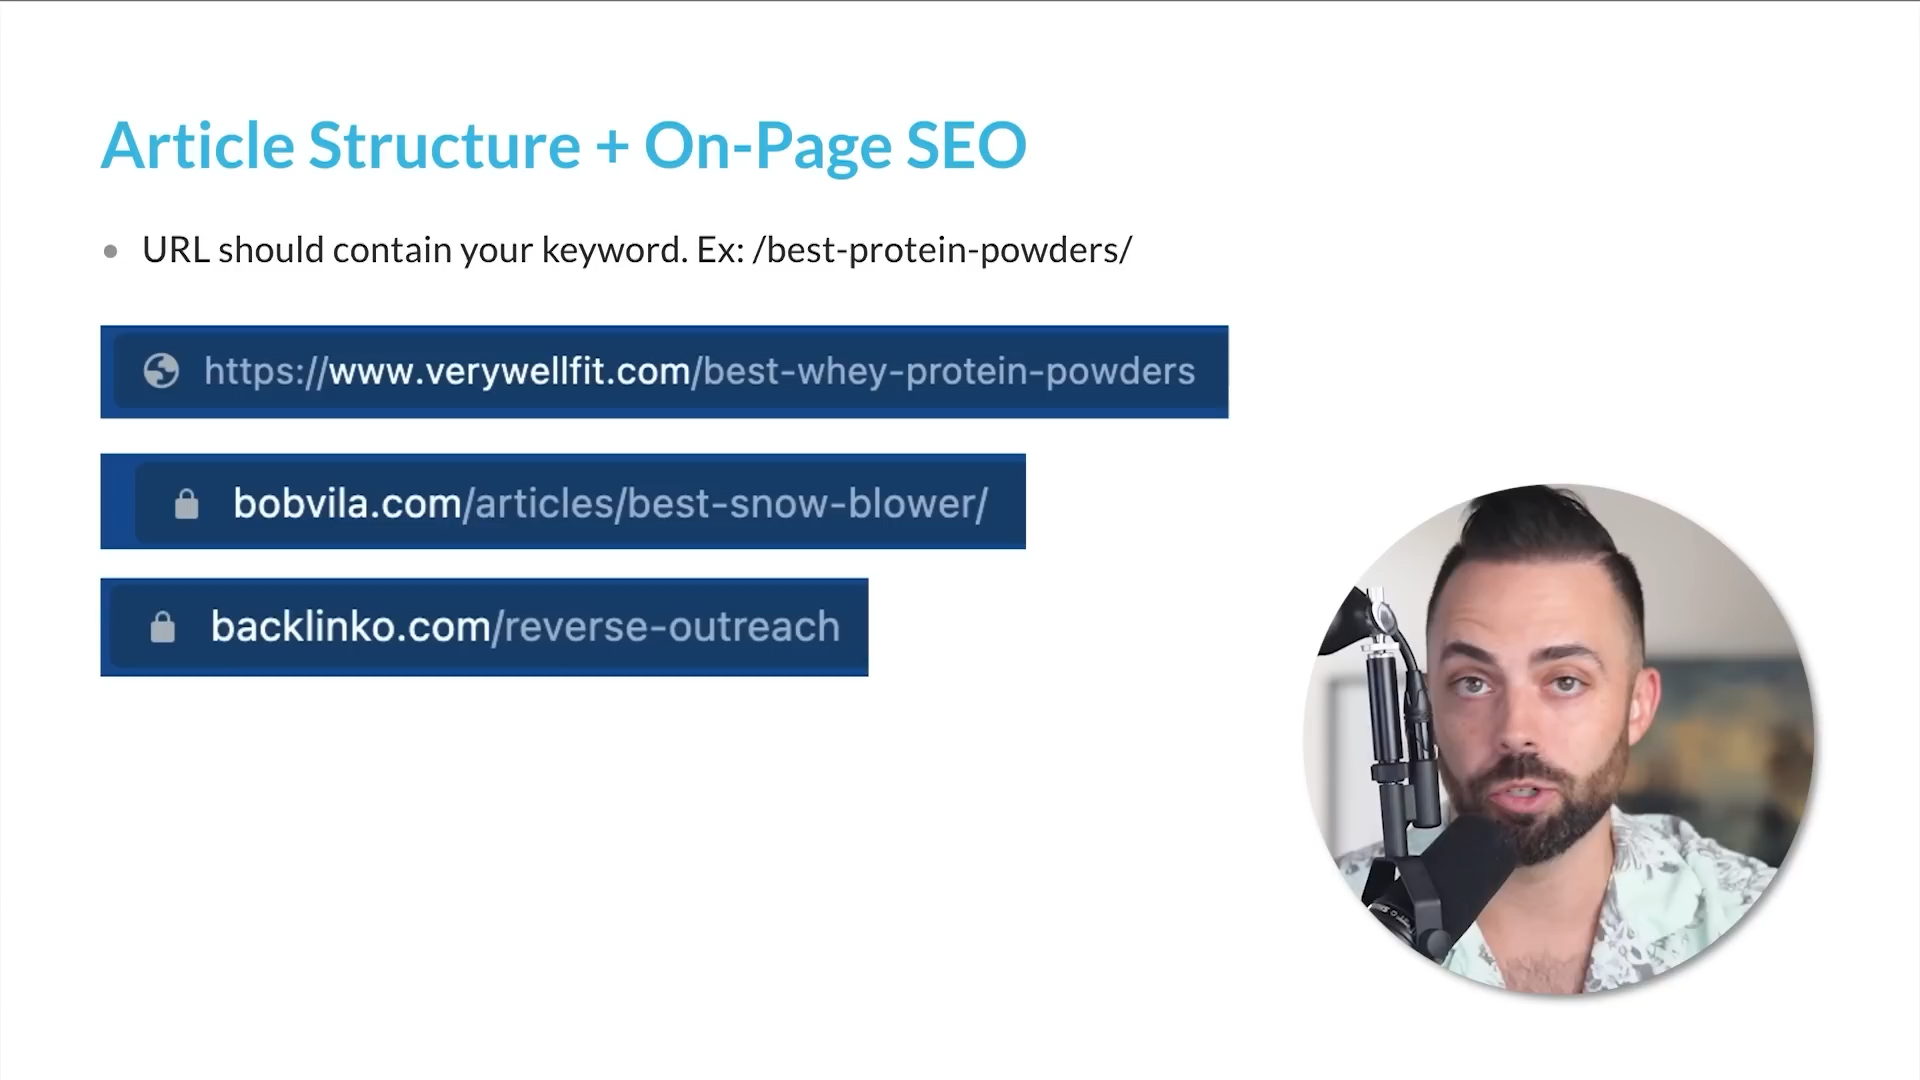 Article Structure + On-Page SEO
URL should contain your keyword. Ex: /best-protein-powders/
https://www.verywellfit.com/best-whey-protein-powders
bobvila.com/articles/best-snow-blower/
backlinko.com/reverse-outreach